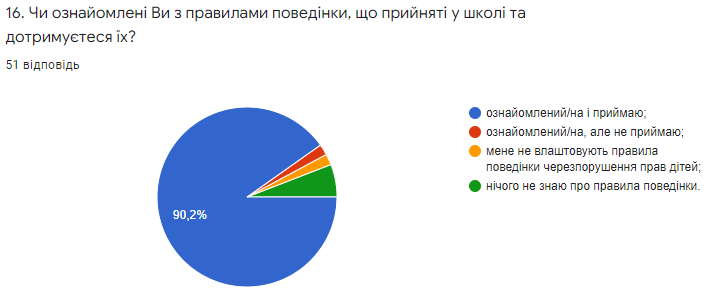 16. Чи ознайомлені Ви з правилами поведінки, що прийняті у школі та
дотримуєтеся їх?
51 відповідь
90,2%
ознайомлений/на і приймаю;
ознайомлений/на, але не приймаю;
мене не влаштовують правила
поведінки черезпорушення прав дітей;
нічого не знаю про правила поведінки.